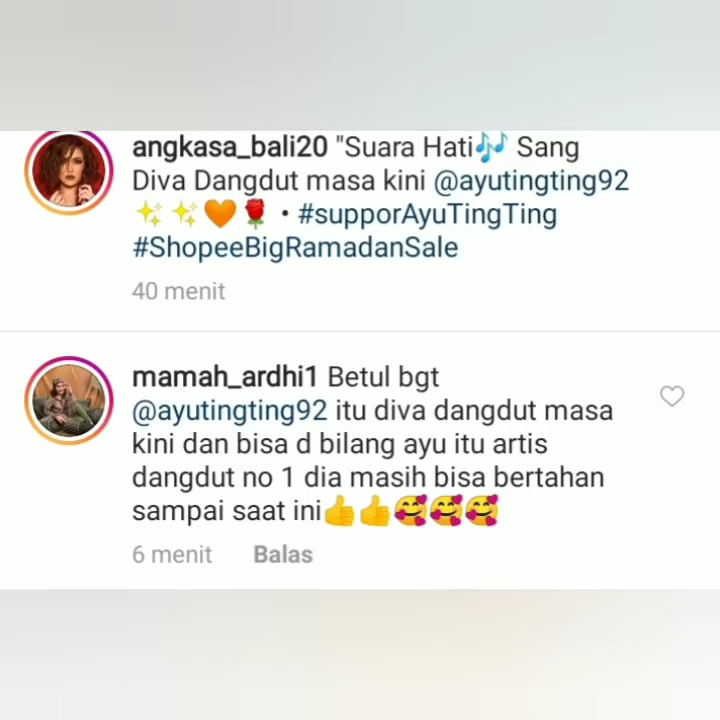 angkasa_bali20 "Suara Hati🎶 Sang
Diva Dangdut masa kini @ayutingting92
✨✨🧡🌹 • #supporAyuTingTing
#ShopeeBigRamadanSale
40 menit
mamah_ardhi1 Betul bgt
@ayutingting92 itu diva dangdut masa
kini dan bisa d bilang ayu itu artis
dangdut no 1 dia masih bisa bertahan
sampai saat ini👍👍🥰🥰🥰
6 menit Balas